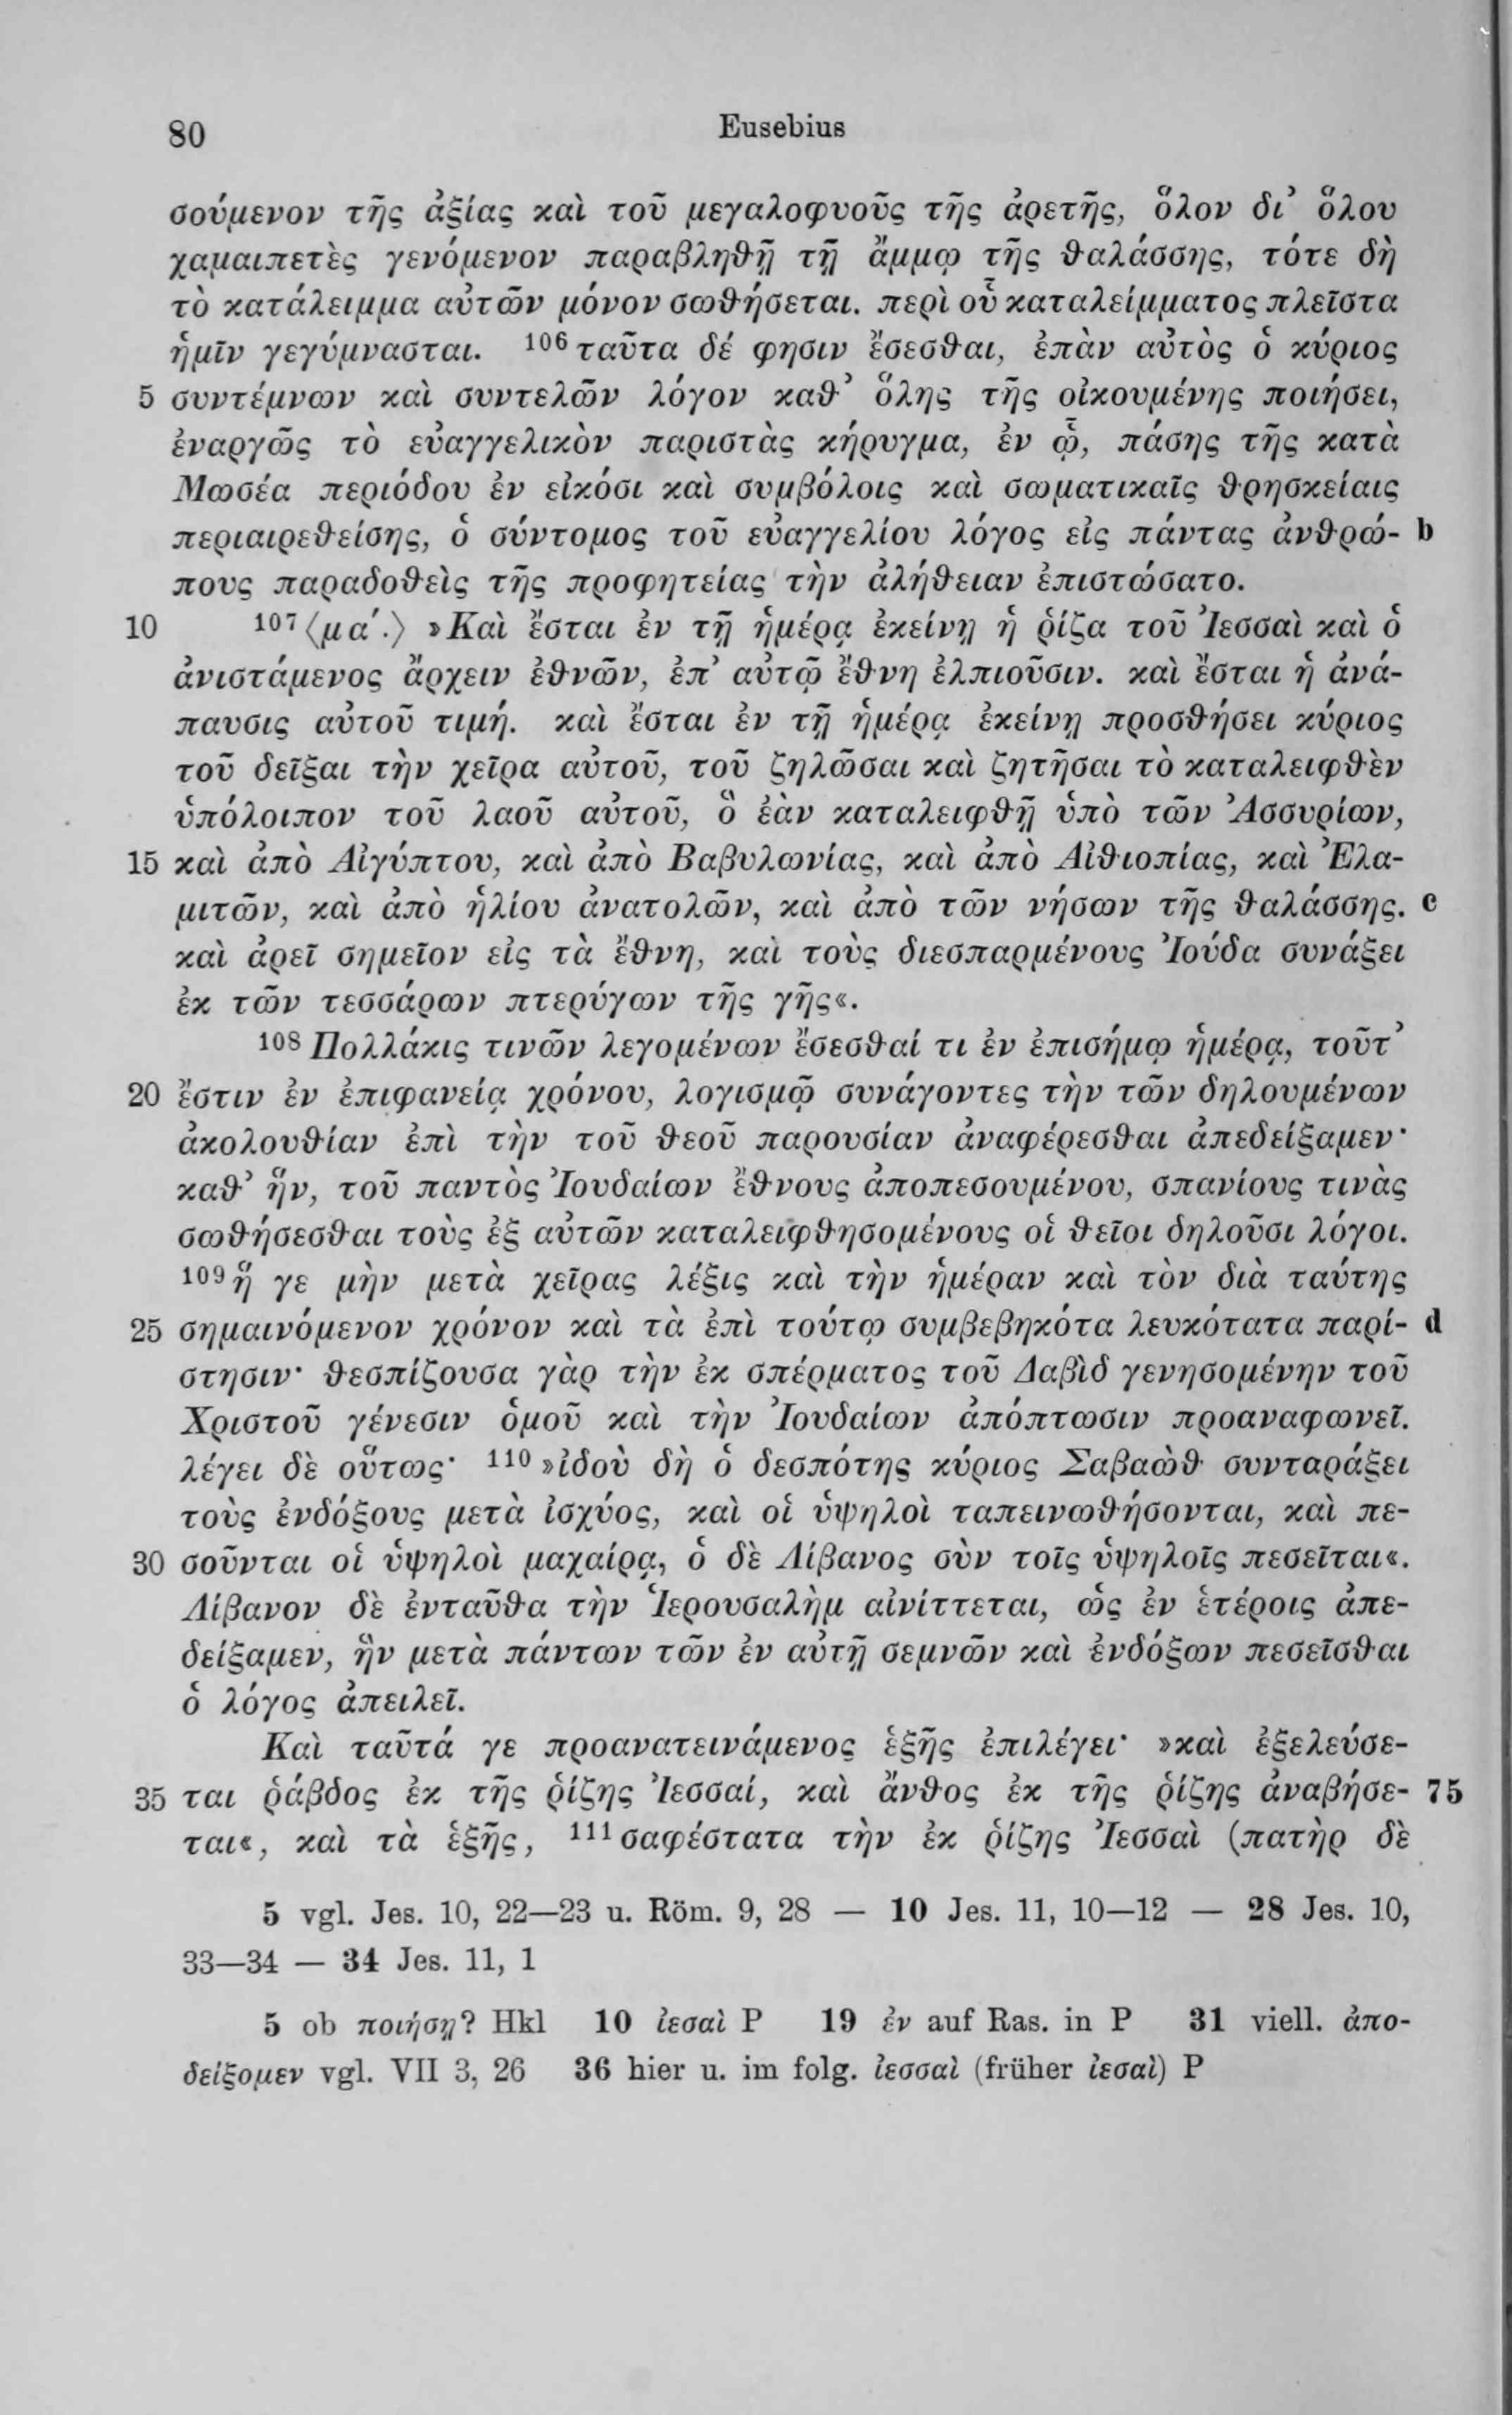 80 Eusebius
σούμενον τῆς ἀξίας καὶ τοῦ μεγαλοφυοῦς τῆς ἀρετῆς, ὅλον δι᾽ ὅλου
χαμαιπετὲς γενόμενον παραβληθῇ τῇ ἄμμῳ τῆς θαλάσσης, τότε δὴ
τὸ κατάλειμμα αὐτῶν μόνον σωθήσεται. περὶ οὗ καταλείμματος πλεῖστα
ἡμῖν γεγύμνασται. 106 ταῦτα δέ φησιν ἔσεσθαι, ἐπὰν αὐτὸς ὁ κύριος
5 συντέμνων καὶ συντελῶν λόγον καθ᾽ ὅλης τῆς οἰκουμένης ποιήσει,
ἐναργῶς τὸ εὐαγγελικὸν παριστὰς κήρυγμα, ἐν ᾧ, πάσης τῆς κατὰ
Μωσέα περιόδου ἐν εἰκόσι καὶ συμβόλοις καὶ σωματικαῖς θρησκείαις
περιαιρεθείσης, ὁ σύντομος τοῦ εὐαγγελίου λόγος εἰς πάντας ἀνθρώ- b
πους παραδοθεὶς τῆς προφητείας τὴν ἀλήθειαν ἐπιστώσατο.
10 107 ⟨μα΄.⟩ »Καὶ ἔσται ἐν τῇ ἡμέρᾳ ἐκείνῃ ἡ ῥίζα τοῦ Ἰεσσαὶ καὶ ὁ
ἀνιστάμενος ἄρχειν ἐθνῶν, ἐπ᾽ αὐτῷ ἔθνη ἐλπιοῦσιν. καὶ ἔσται ἡ ἀνά-
παυσις αὐτοῦ τιμή. καὶ ἔσται ἐν τῇ ἡμέρᾳ ἐκείνῃ προσθήσει κύριος
τοῦ δεῖξαι τὴν χεῖρα αὐτοῦ, τοῦ ζηλῶσαι καὶ ζητῆσαι τὸ καταλειφθὲν
ὑπόλοιπον τοῦ λαοῦ αὐτοῦ, ὃ ἐὰν καταλειφθῇ ὑπὸ τῶν Ἀσσυρίων,
15 καὶ ἀπὸ Αἰγύπτου, καὶ ἀπὸ Βαβυλωνίας, καὶ ἀπὸ Αἰθιοπίας, καὶ Ἐλα-
μιτῶν, καὶ ἀπὸ ἡλίου ἀνατολῶν, καὶ ἀπὸ τῶν νήσων τῆς θαλάσσης. c
καὶ ἀρεῖ σημεῖον εἰς τὰ ἔθνη, καὶ τοὺς διεσπαρμένους Ἰούδα συνάξει
ἐκ τῶν τεσσάρων πτερύγων τῆς γῆς«.
108 Πολλάκις τινῶν λεγομένων ἔσεσθαί τι ἐν ἐπισήμῳ ἡμέρᾳ, τοῦτ᾽
20 ἔστιν ἐν ἐπιφανείᾳ χρόνου, λογισμῷ συνάγοντες τὴν τῶν δηλουμένων
ἀκολουθίαν ἐπὶ τὴν τοῦ θεοῦ παρουσίαν ἀναφέρεσθαι ἀπεδείξαμεν·
καθ᾽ ἥν, τοῦ παντὸς Ἰουδαίων ἔθνους ἀποπεσουμένου, σπανίους τινὰς
σωθήσεσθαι τοὺς ἐξ αὐτῶν καταλειφθησομένους οἱ θεῖοι δηλοῦσι λόγοι.
109 ἥ γε μὴν μετὰ χεῖρας λέξις καὶ τὴν ἡμέραν καὶ τὸν διὰ ταύτης
25 σημαινόμενον χρόνον καὶ τὰ ἐπὶ τούτῳ συμβεβηκότα λευκότατα παρί- d
στησιν· θεσπίζουσα γὰρ τὴν ἐκ σπέρματος τοῦ Δαβὶδ γενησομένην τοῦ
Χριστοῦ γένεσιν ὁμοῦ καὶ τὴν Ἰουδαίων ἀπόπτωσιν προαναφωνεῖ.
λέγει δὲ οὕτως· 110 »ἰδοὺ δὴ ὁ δεσπότης κύριος Σαβαὼθ συνταράξει
τοὺς ἐνδόξους μετὰ ἰσχύος, καὶ οἱ ὑψηλοὶ ταπεινωθήσονται, καὶ πε-
30 σοῦνται οἱ ὑψηλοὶ μαχαίρᾳ, ὁ δὲ Λίβανος σὺν τοῖς ὑψηλοῖς πεσεῖται«.
Λίβανον δὲ ἐνταῦθα τὴν Ἱερουσαλὴμ αἰνίττεται, ὡς ἐν ἑτέροις ἀπε-
δείξαμεν, ἣν μετὰ πάντων τῶν ἐν αὐτῇ σεμνῶν καὶ ἐνδόξων πεσεῖσθαι
ὁ λόγος ἀπειλεῖ.
Καὶ ταῦτά γε προανατεινάμενος ἑξῆς ἐπιλέγει· »καὶ ἐξελεύσε-
35 ται ῥάβδος ἐκ τῆς ῥίζης Ἰεσσαί, καὶ ἄνθος ἐκ τῆς ῥίζης ἀναβήσε- 75
ται«, καὶ τὰ ἑξῆς, 111 σαφέστατα τὴν ἐκ ῥίζης Ἰεσσαὶ (πατὴρ δὲ
5 vgl. Jes. 10, 22—23 u. Röm. 9, 28 — 10 Jes. 11, 10—12 — 28 Jes. 10,
33—34 — 34 Jes. 11, 1
5 ob ποιήσῃ? Hkl 10 ἰεσαὶ P 19 ἐν auf Ras. in P 31 viell. ἀπο-
δείξομεν vgl. VII 3, 26 36 hier u. im folg. ἰεσσαὶ (früher ἰεσαὶ) P